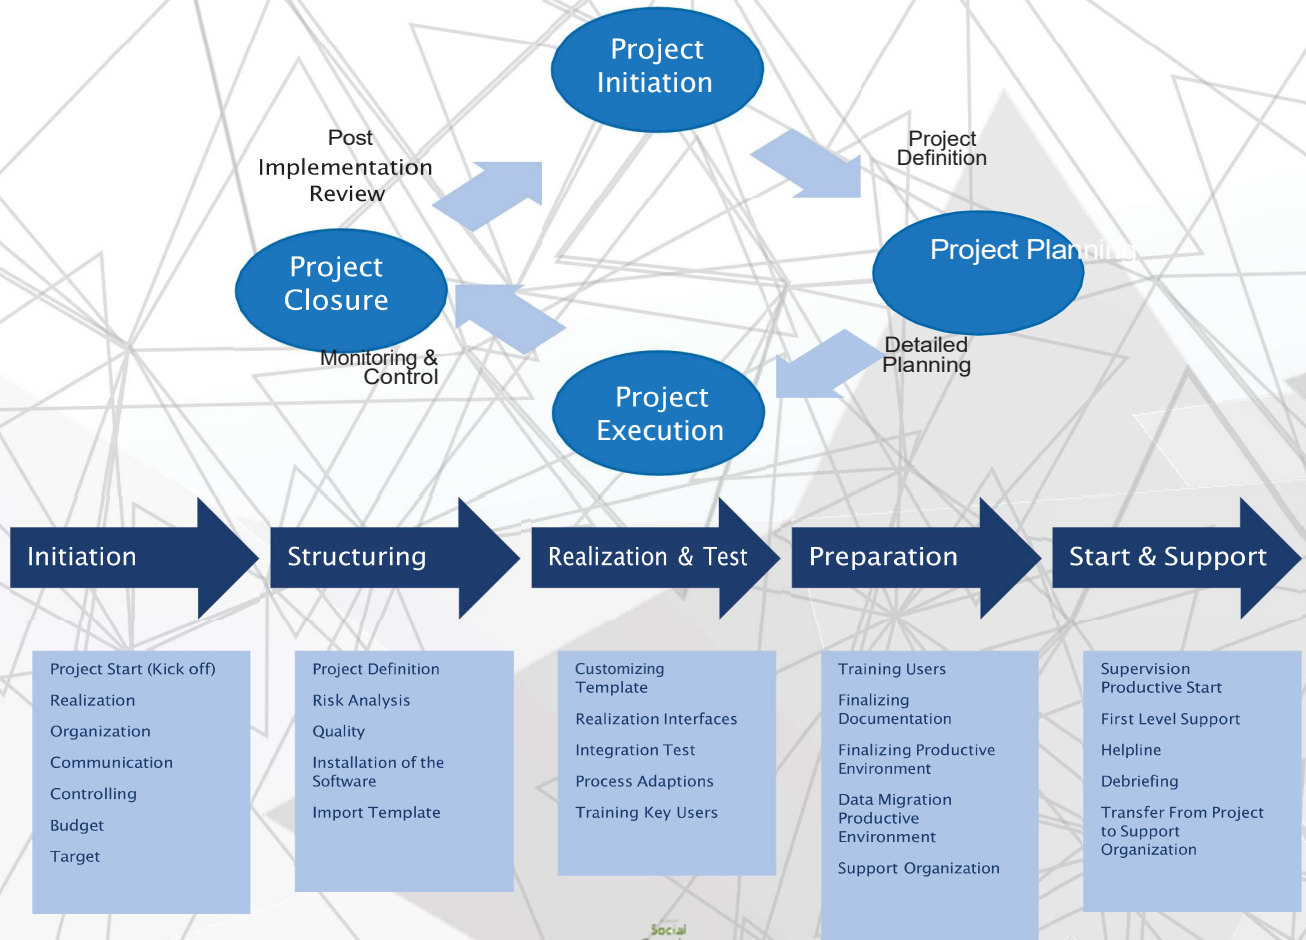 Project
Initiation
Post
Implementation
Review
Project
Definition
Project
Closure
Project Planning
Monitoring &
Control
Detailed
Planning
Project
Execution
Initiation
Structuring
Realization & Test
Preparation
Start & Support
Project Start (Kick off)
Realization
Organization
Communication
Controlling
Budget
Target
Project Definition
Risk Analysis
Quality
Installation of the
Software
Import Template
Customizing
Template
Realization Interfaces
Integration Test
Process Adaptions
Training Key Users
Training Users
Finalizing
Documentation
Finalizing Productive
Environment
Data Migration
Productive
Environment
Support Organization
Supervision
Productive Start
First Level Support
Helpline
Debriefing
Transfer From Project
to Support
Organization
Social